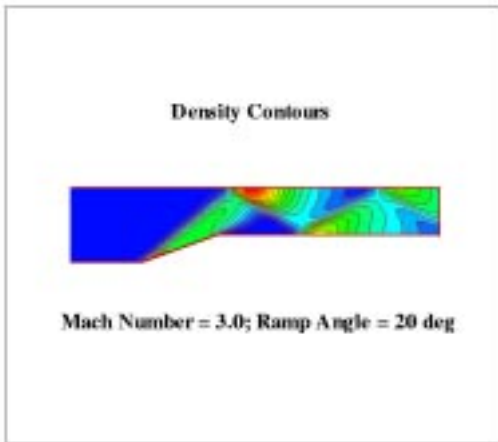 Density Contours
Mach Number = 3.0; Ramp Angle = 20 deg